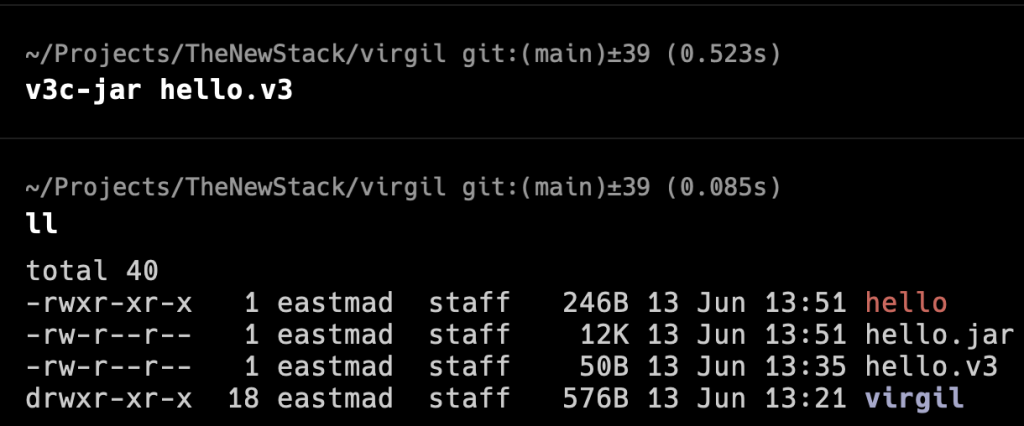 ~/Projects/TheNewStack/virgil git:(main)±39 (0.523s)
v3c-jar hello.v3
~/Projects/TheNewStack/virgil git:(main)±39 (0.085s)
ll
total 40
-rwxr-xr-x   1 eastmad  staff   246B 13 Jun 13:51 hello
-rw-r--r--   1 eastmad  staff    12K 13 Jun 13:51 hello.jar
-rw-r--r--   1 eastmad  staff    50B 13 Jun 13:35 hello.v3
drwxr-xr-x  18 eastmad  staff   576B 13 Jun 13:21 virgil